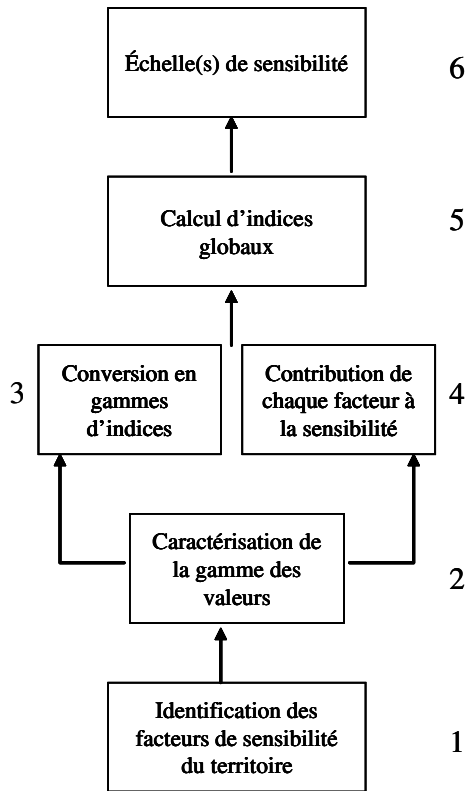 Échelle(s) de sensibilité
6
Calcul d'indices
globaux
5
3
Conversion en
gammes
d'indices
Contribution de
chaque facteur à
la sensibilité
4
Caractérisation de
la gamme des
valeurs
2
Identification des
facteurs de sensibilité
du territoire
1